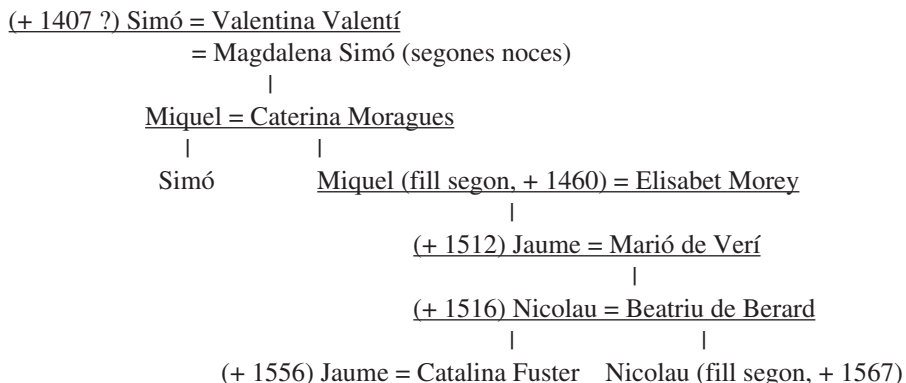 (+ 1407 ?) Simó = Valentina Valentí
= Magdalena Simó (segones noces)
|
Miquel = Caterina Moragues
| |
Simó Miquel (fill segon, + 1460) = Elisabet Morey
|
(+ 1512) Jaume = Marió de Verí
|
(+ 1516) Nicolau = Beatriu de Berard
| |
(+ 1556) Jaume = Catalina Fuster Nicolau (fill segon, + 1567)